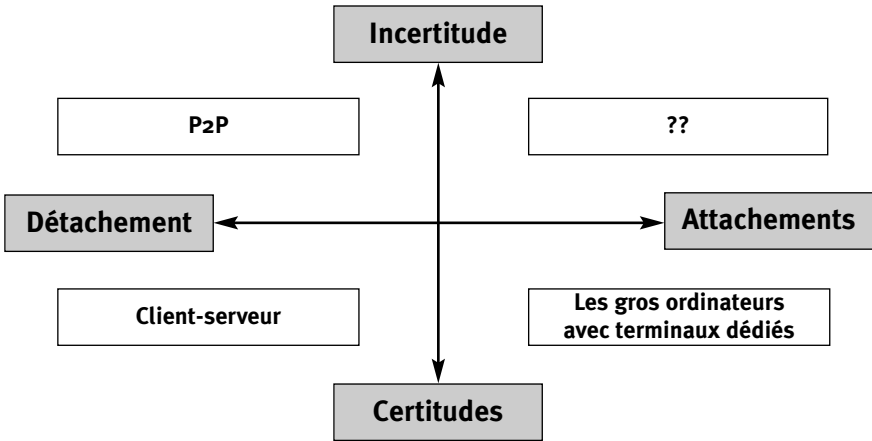 Incertitude
P2P
??
Détachement
Attachements
Client-serveur
Les gros ordinateurs
avec terminaux dédiés
Certitudes